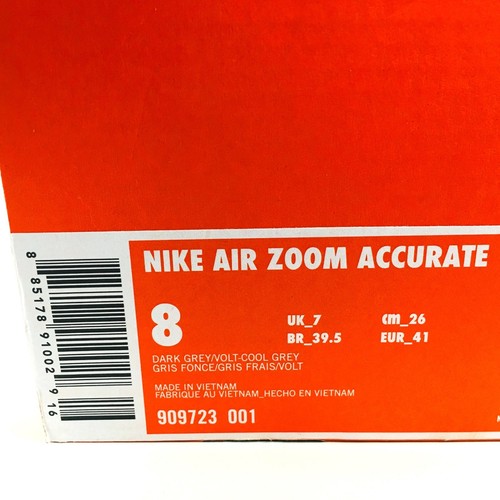 NIKE AIR ZOOM ACCURATE
8
UK_7 cm_26
BR_39.5 EUR_41
DARK GREY/VOLT-COOL GREY
GRIS FONCE/GRIS FRAIS/VOLT
MADE IN VIETNAM
FABRIQUE AU VIETNAM_HECHO EN VIETNAM
909723 001
8 85178 91002 9 16